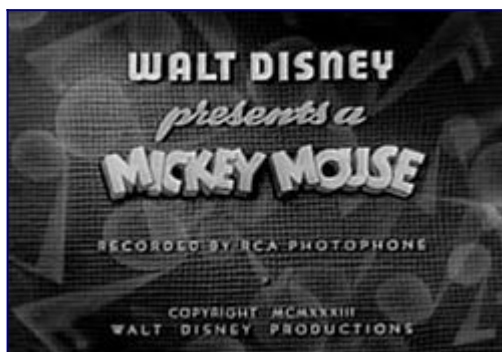 WALT DISNEY
presents a
MICKEY MOUSE
RECORDED BY RCA PHOTOPHONE
COPYRIGHT MCMXXXIII
WALT DISNEY PRODUCTIONS